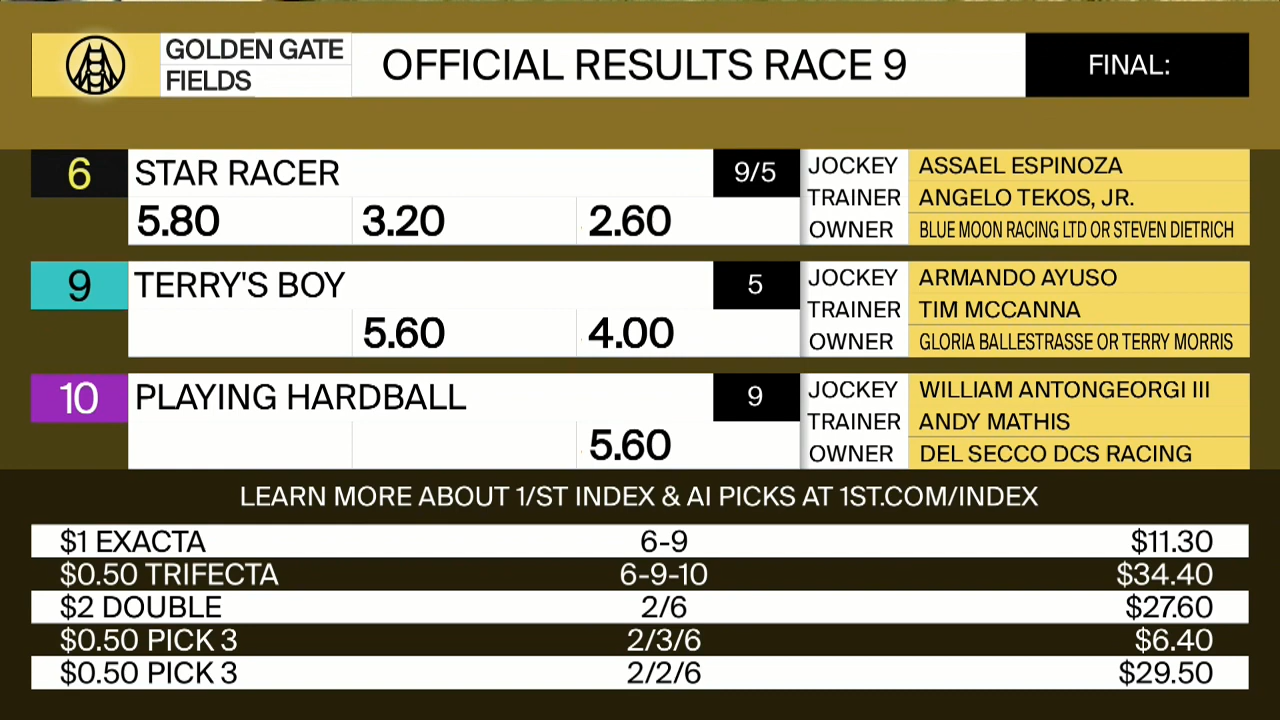 GOLDEN GATE
FIELDS
OFFICIAL RESULTS RACE 9
FINAL:
6 STAR RACER 9/5
5.80 3.20 2.60
JOCKEY ASSAEL ESPINOZA
TRAINER ANGELO TEKOS, JR.
OWNER BLUE MOON RACING LTD OR STEVEN DIETRICH
9 TERRY'S BOY 5
5.60 4.00
JOCKEY ARMANDO AYUSO
TRAINER TIM MCCANNA
OWNER GLORIA BALLESTRASSE OR TERRY MORRIS
10 PLAYING HARDBALL 9
5.60
JOCKEY WILLIAM ANTONGEORGI III
TRAINER ANDY MATHIS
OWNER DEL SECCO DCS RACING
LEARN MORE ABOUT 1/ST INDEX & AI PICKS AT 1ST.COM/INDEX
$1 EXACTA 6-9 $11.30
$0.50 TRIFECTA 6-9-10 $34.40
$2 DOUBLE 2/6 $27.60
$0.50 PICK 3 2/3/6 $6.40
$0.50 PICK 3 2/2/6 $29.50